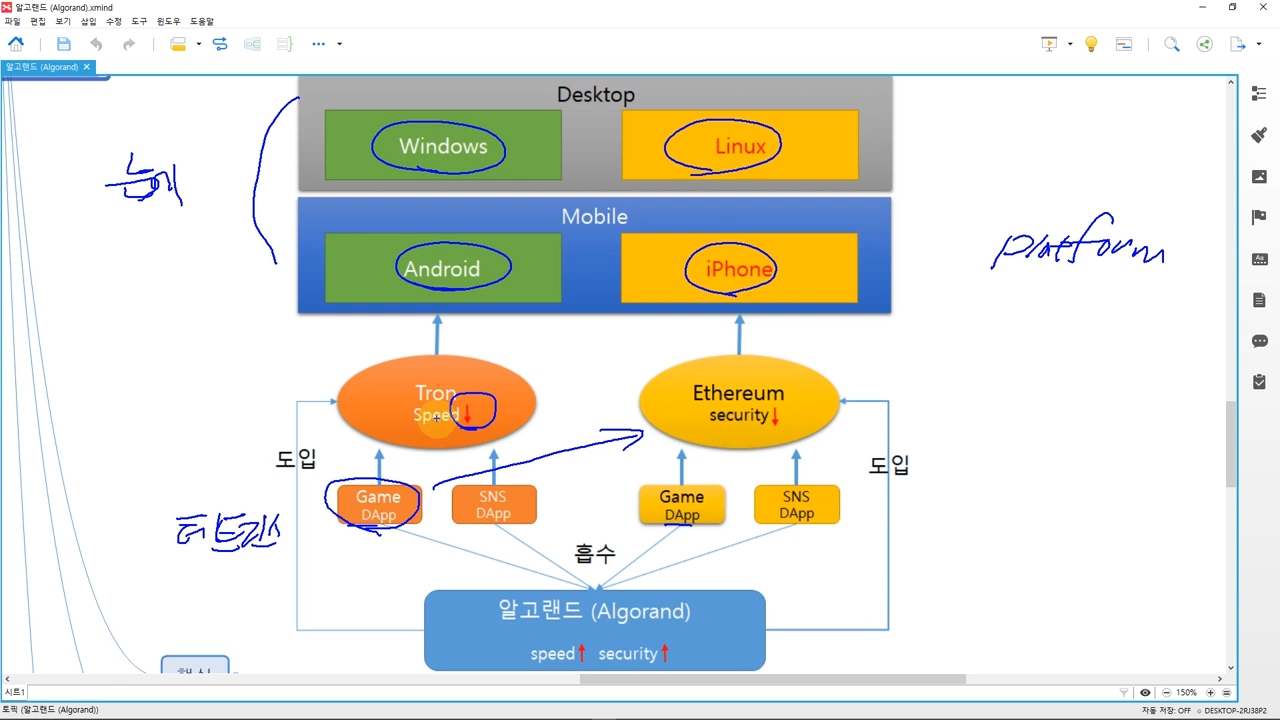 알고랜드 (Algorand).xmind
파일 편집 보기 삽입 수정 도구 윈도우 도움말
알고랜드 (Algorand)
Desktop
Windows Linux
Mobile
Android iPhone
platform
Tron
Speed
Ethereum
security
도입 도입
Game
DApp
SNS
DApp
Game
DApp
SNS
DApp
흡수
알고랜드 (Algorand)
speed security
시트1
150%
토픽 (알고랜드 (Algorand))
자동 저장: OFF
DESKTOP-2RJ38P2